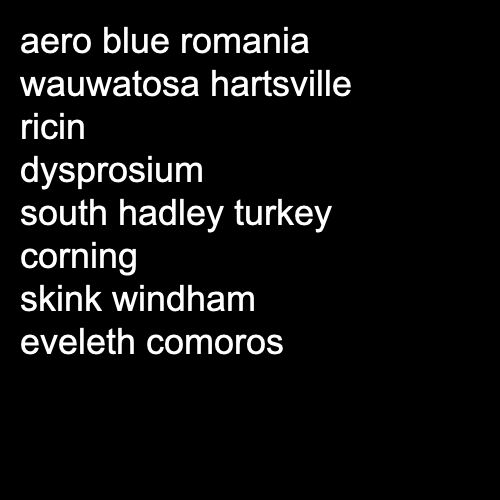 aero blue romania
wauwatosa hartsville
ricin
dysprosium
south hadley turkey
corning
skink windham
eveleth comoros